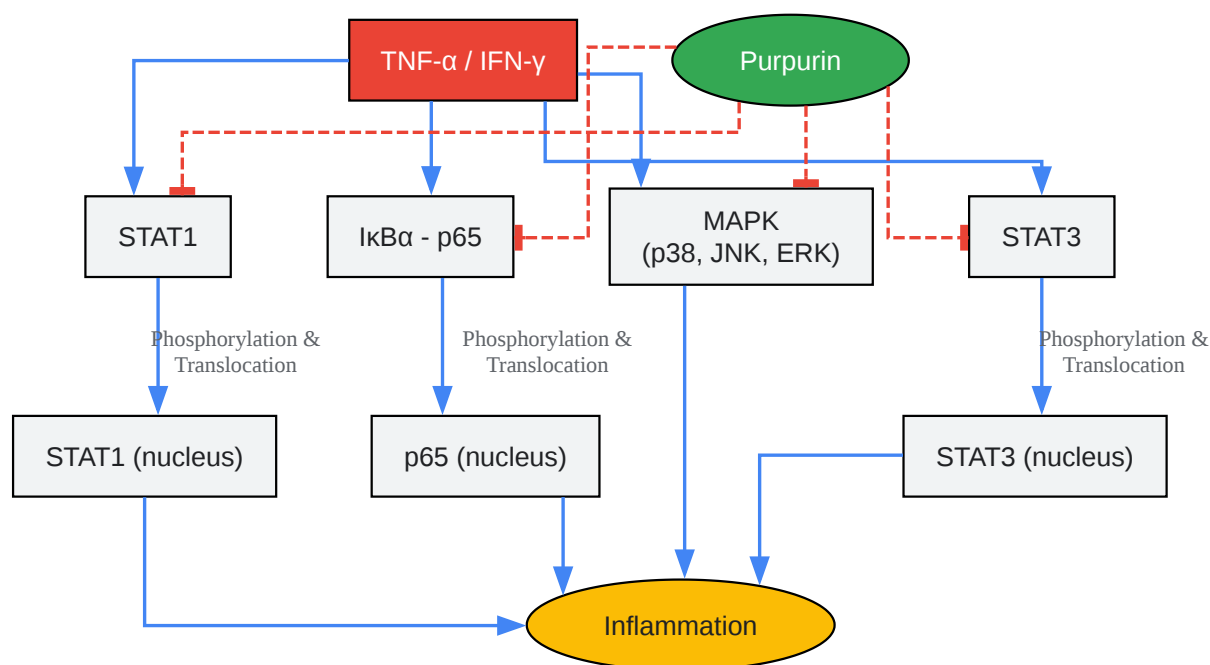 TNF-α / IFN-γ
Purpurin
STAT1
IκBα - p65
MAPK
(p38, JNK, ERK)
STAT3
Phosphorylation &
Translocation
Phosphorylation &
Translocation
Phosphorylation &
Translocation
STAT1 (nucleus)
p65 (nucleus)
STAT3 (nucleus)
Inflammation